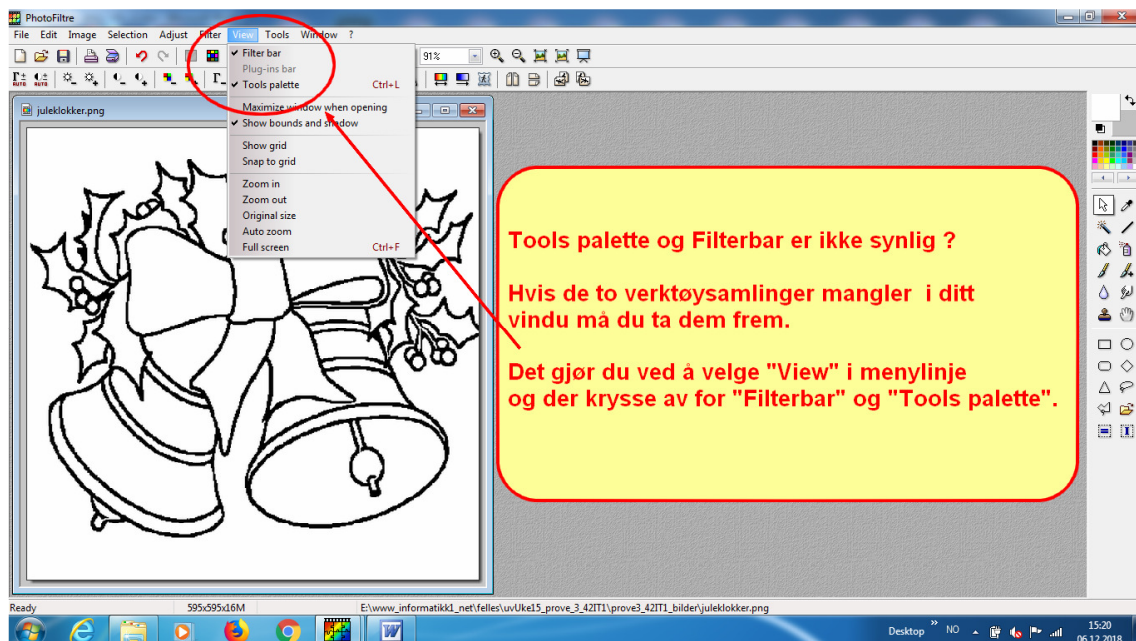 PhotoFiltre
File Edit Image Selection Adjust Filter View Tools Window ?
91%
Filter bar
Plug-ins bar
Tools palette Ctrl+L
Maximize window when opening
Show bounds and shadow
Show grid
Snap to grid
Zoom in
Zoom out
Original size
Auto zoom
Full screen Ctrl+F
juleklokker.png
Tools palette og Filterbar er ikke synlig ?
Hvis de to verktøysamlinger mangler i ditt
vindu må du ta dem frem.
Det gjør du ved å velge "View" i menylinje
og der krysse av for "Filterbar" og "Tools palette".
Ready 595x595x16M E:\www_informatikk1_net\felles\uvUke15_prove_3_42IT1\prove3_42IT1_bilder\juleklokker.png
Desktop » NO 15:20
06.12.2018